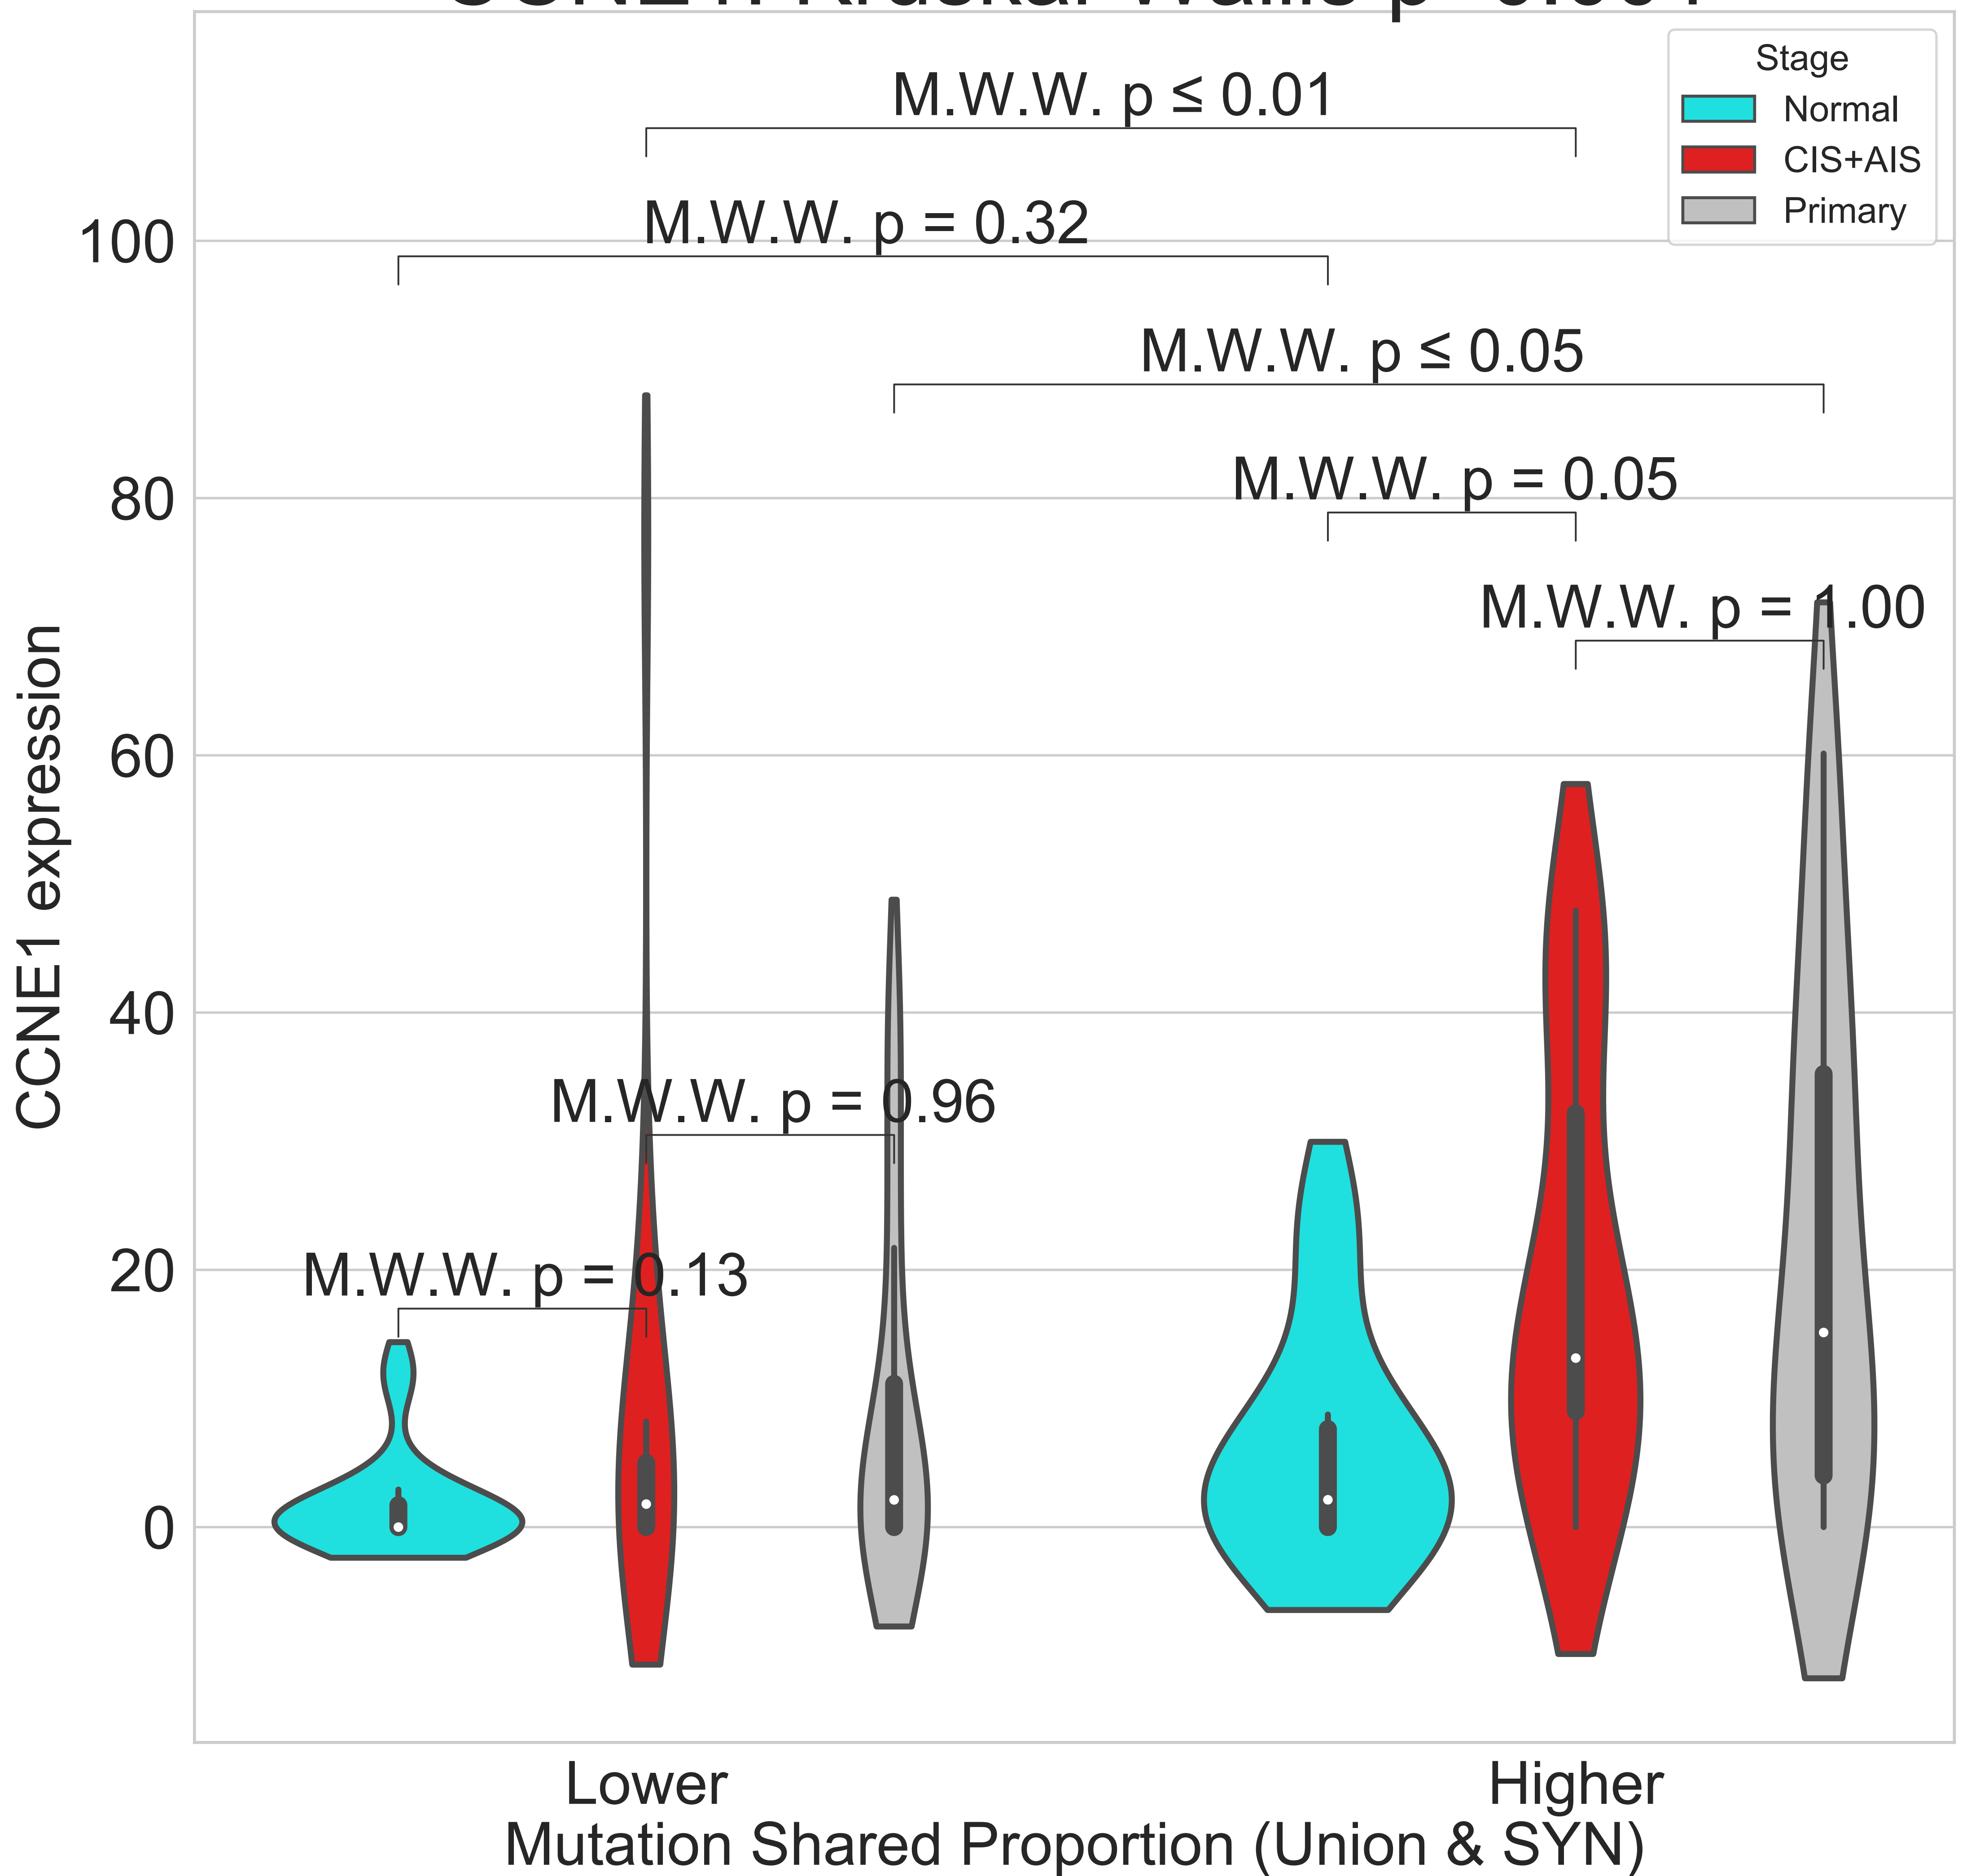 Stage
Normal
CIS+AIS
Primary
M.W.W. p ≤ 0.01
M.W.W. p = 0.32
M.W.W. p ≤ 0.05
M.W.W. p = 0.05
M.W.W. p = 1.00
M.W.W. p = 0.96
M.W.W. p = 0.13
100
80
60
40
20
0
CCNE1 expression
Lower
Higher
Mutation Shared Proportion (Union & SYN)